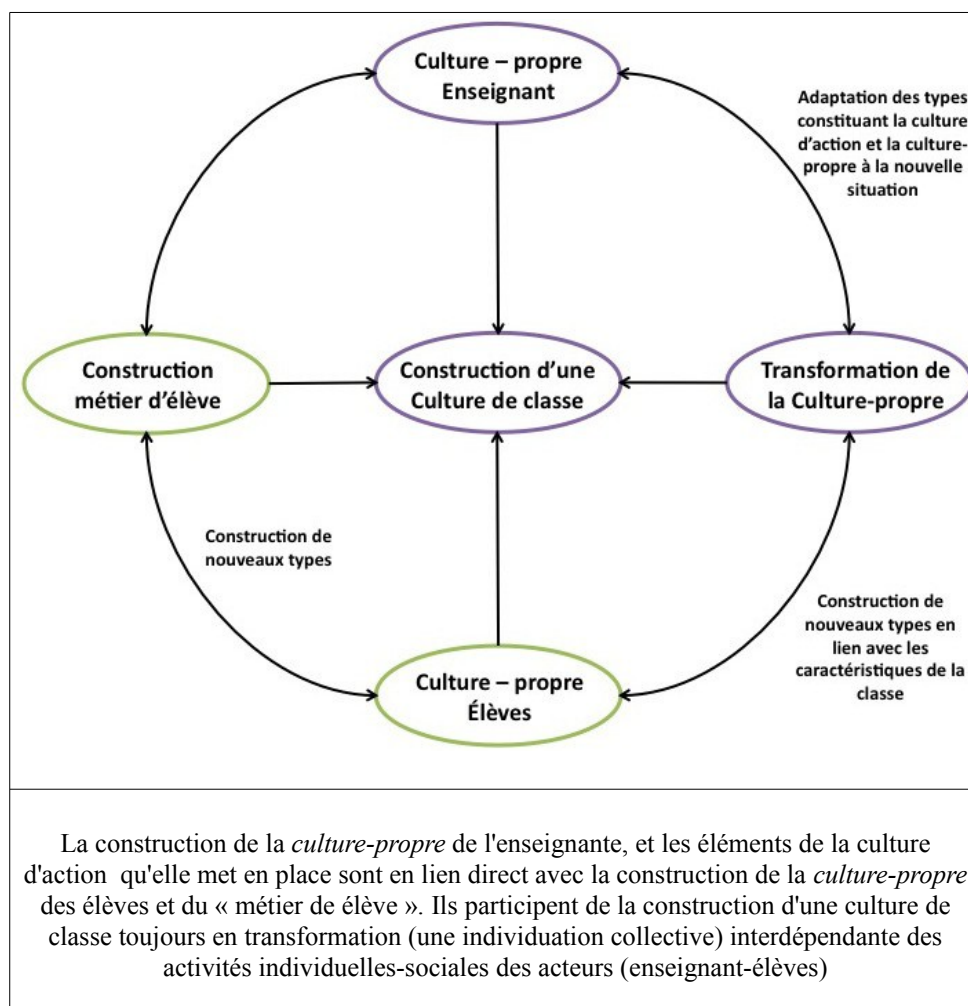 Culture – propre
Enseignant
Adaptation des types
constituant la culture
d'action et la culture-
propre à la nouvelle
situation
Construction
métier d'élève
Construction d'une
Culture de classe
Transformation de
la Culture-propre
Construction de
nouveaux types
Construction de
nouveaux types en
lien avec les
caractéristiques de la
classe
Culture – propre
Élèves
La construction de la culture-propre de l'enseignante, et les éléments de la culture
d'action qu'elle met en place sont en lien direct avec la construction de la culture-propre
des élèves et du « métier de élève ». Ils participent de la construction d'une culture de
classe toujours en transformation (une individuation collective) interdépendante des
activités individuelles-sociales des acteurs (enseignant-élèves)